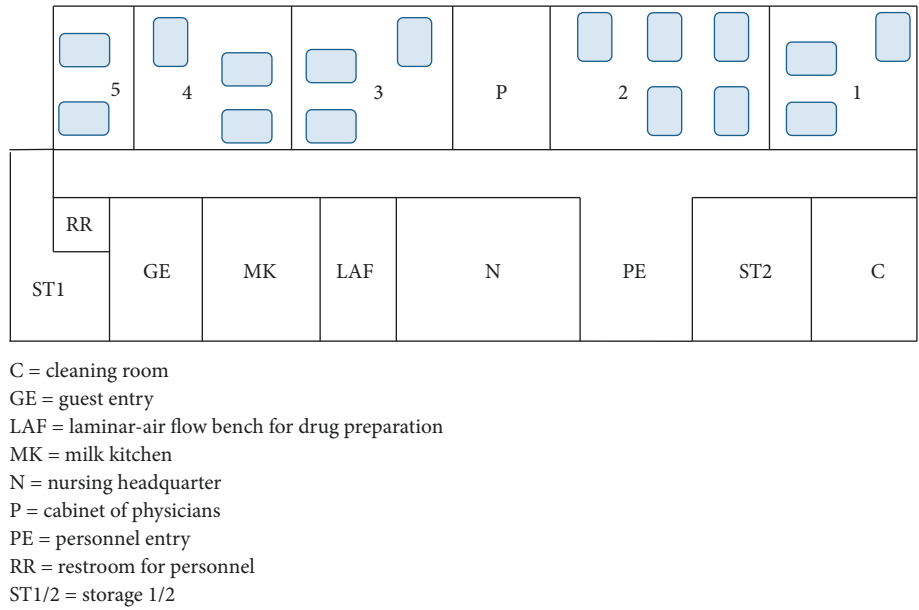 5 4 3 P 2 1
RR
GE MK LAF N PE ST2 C
ST1
C = cleaning room
GE = guest entry
LAF = laminar-air flow bench for drug preparation
MK = milk kitchen
N = nursing headquarter
P = cabinet of physicians
PE = personnel entry
RR = restroom for personnel
ST1/2 = storage 1/2